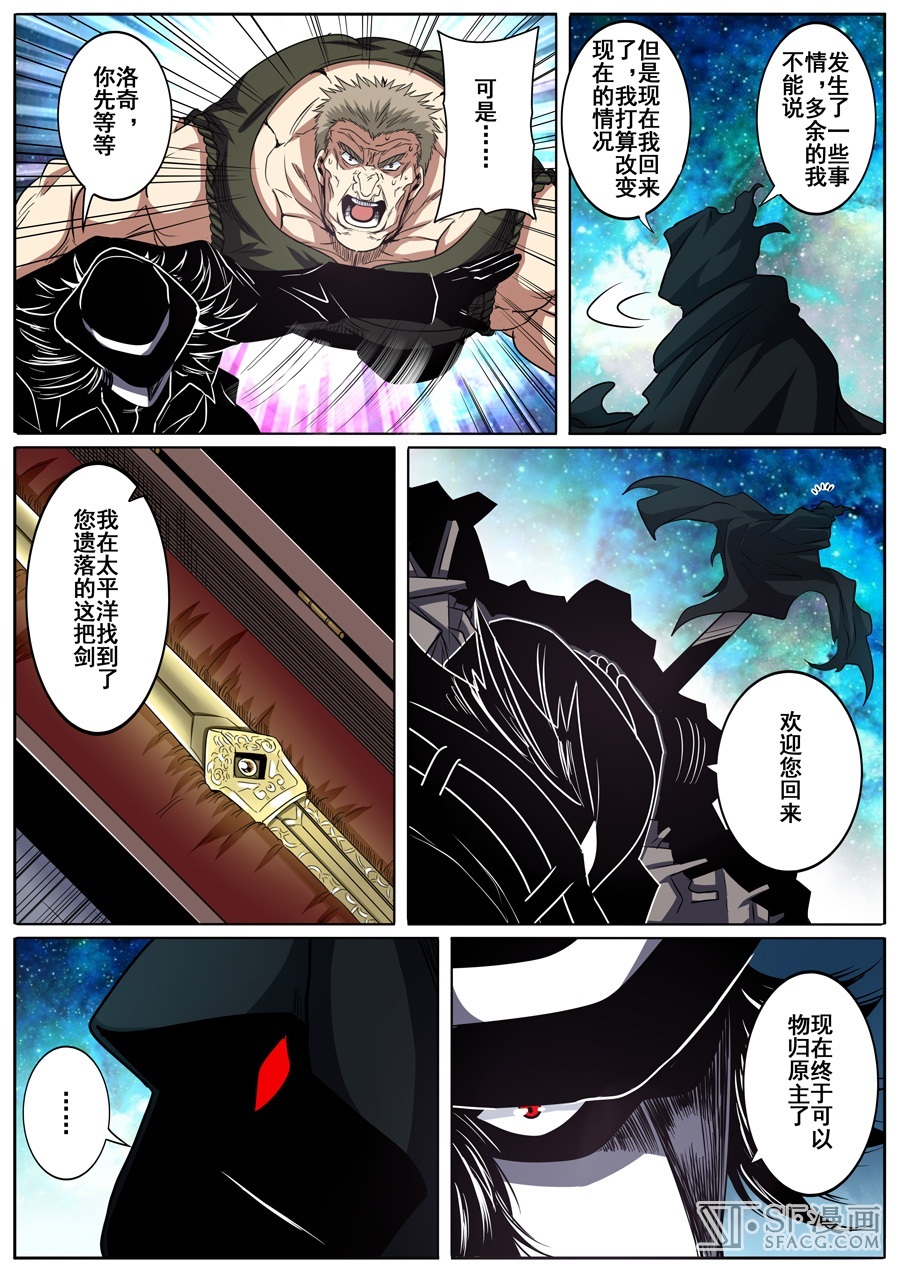 发生了一些事
情，多余的我
不能说
但是现在我回来
了，我打算改变
现在的情况
可是……
洛奇，
你先等等
欢迎您回来
我在太平洋找到了
您遗落的这把剑
现在终于可以
物归原主了
……
SF漫画
SFACG.COM